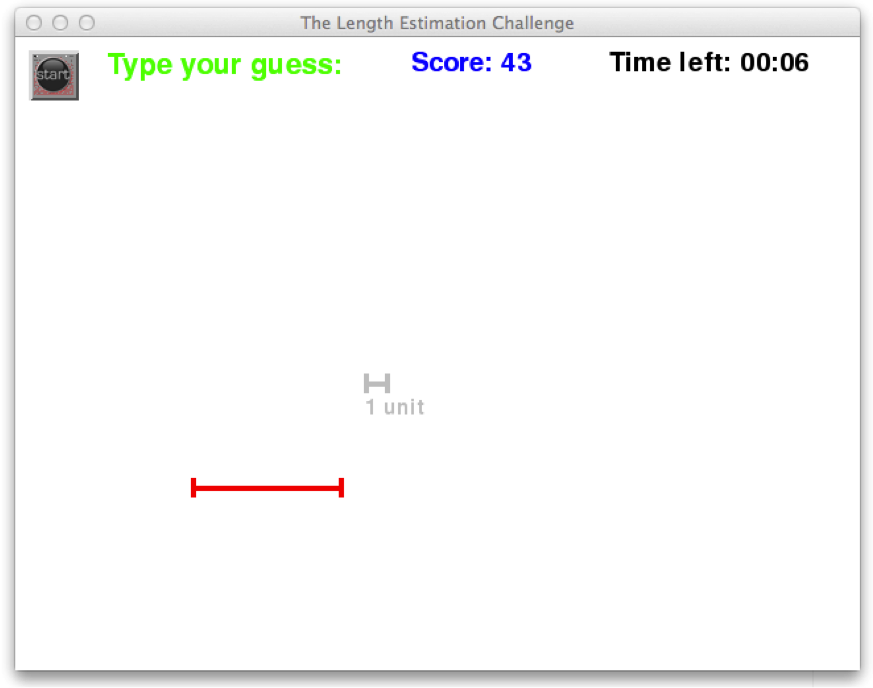 The Length Estimation Challenge
start
Type your guess:
Score: 43
Time left: 00:06
1 unit